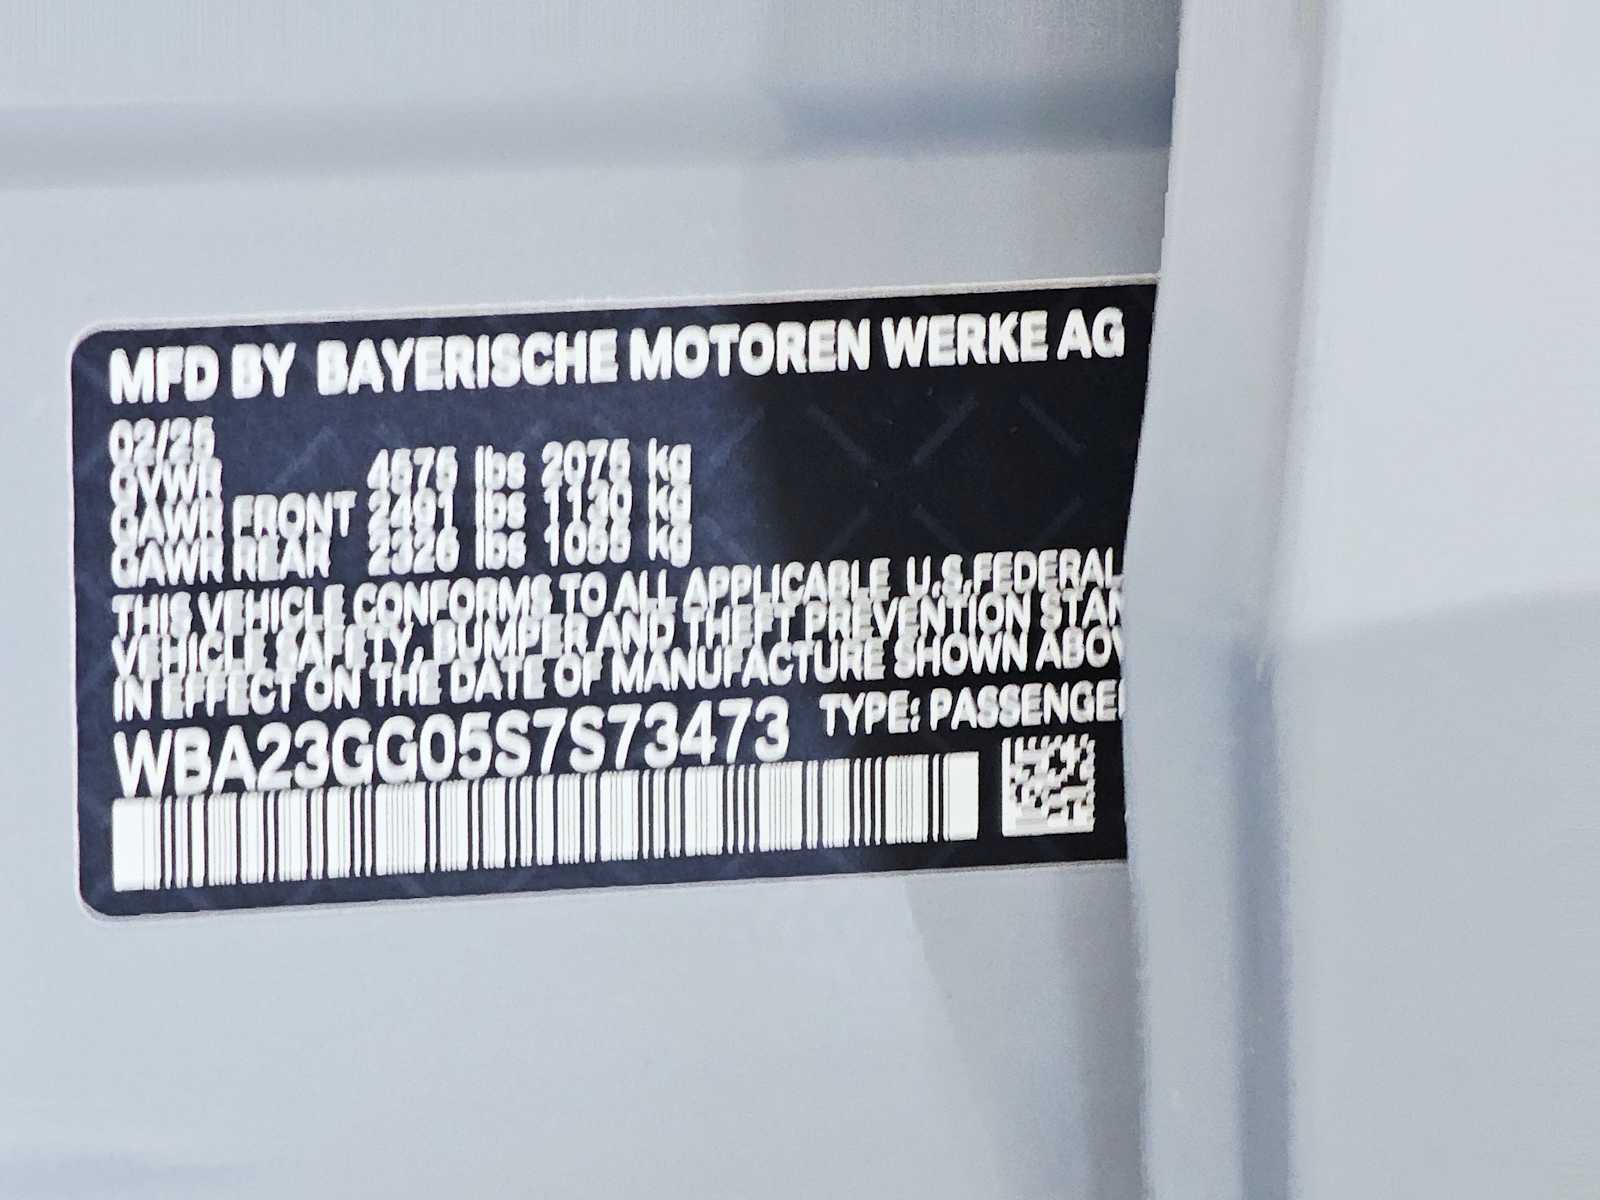 MFD BY BAYERISCHE MOTOREN WERKE AG
02/25
GVWR 4575 lbs 2075 kg
GAWR FRONT 2491 lbs 1130 kg
GAWR REAR 2326 lbs 1055 kg
THIS VEHICLE CONFORMS TO ALL APPLICABLE U.S.FEDERAL
VEHICLE SAFETY, BUMPER AND THEFT PREVENTION STAN
IN EFFECT ON THE DATE OF MANUFACTURE SHOWN ABOV
WBA23GG05S7S73473 TYPE: PASSENGER